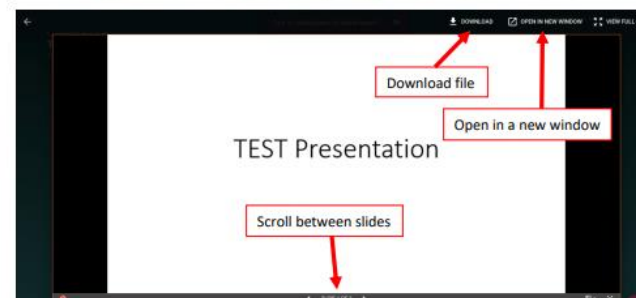 DOWNLOAD OPEN IN NEW WINDOW VIEW FULL
Download file
Open in a new window
TEST Presentation
Scroll between slides